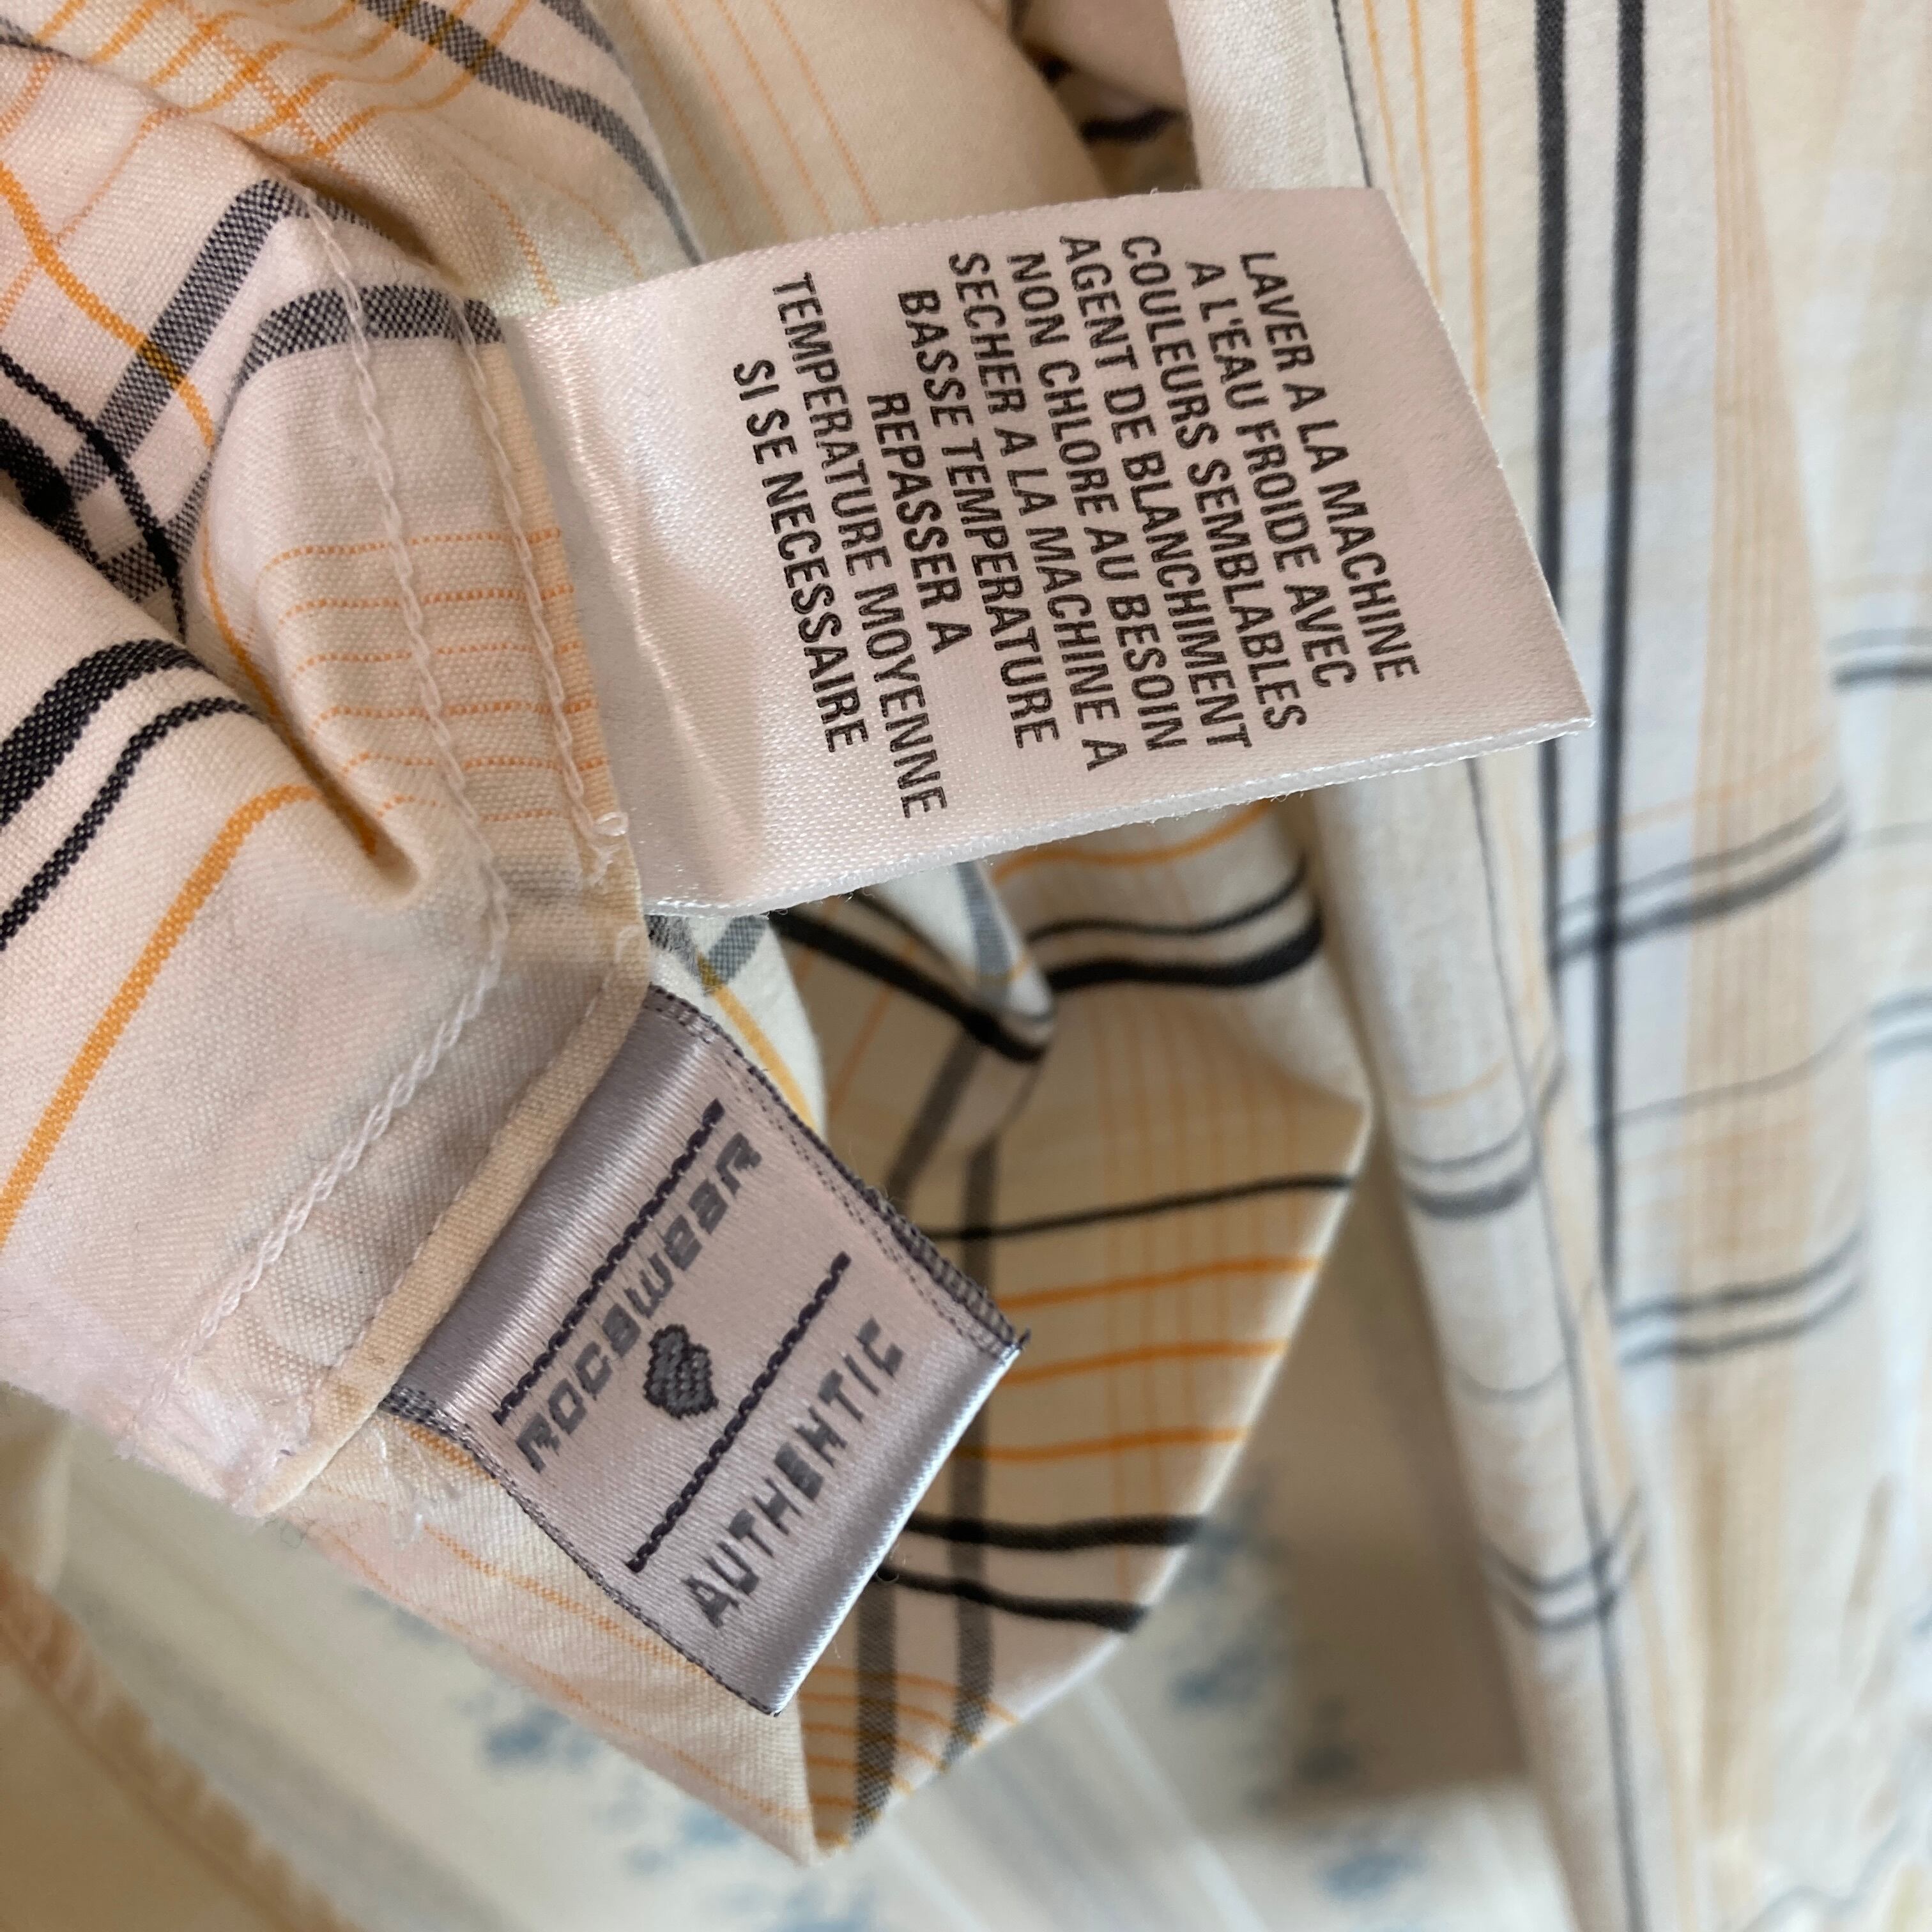 LAVER A LA MACHINE
A L'EAU FROIDE AVEC
COULEURS SEMBLABLES
AGENT DE BLANCHIMENT
NON CHLORE AU BESOIN
SECHER A LA MACHINE A
BASSE TEMPERATURE
REPASSER A
TEMPERATURE MOYENNE
SI SE NECESSAIRE
Rocawear
AUTHENTIC